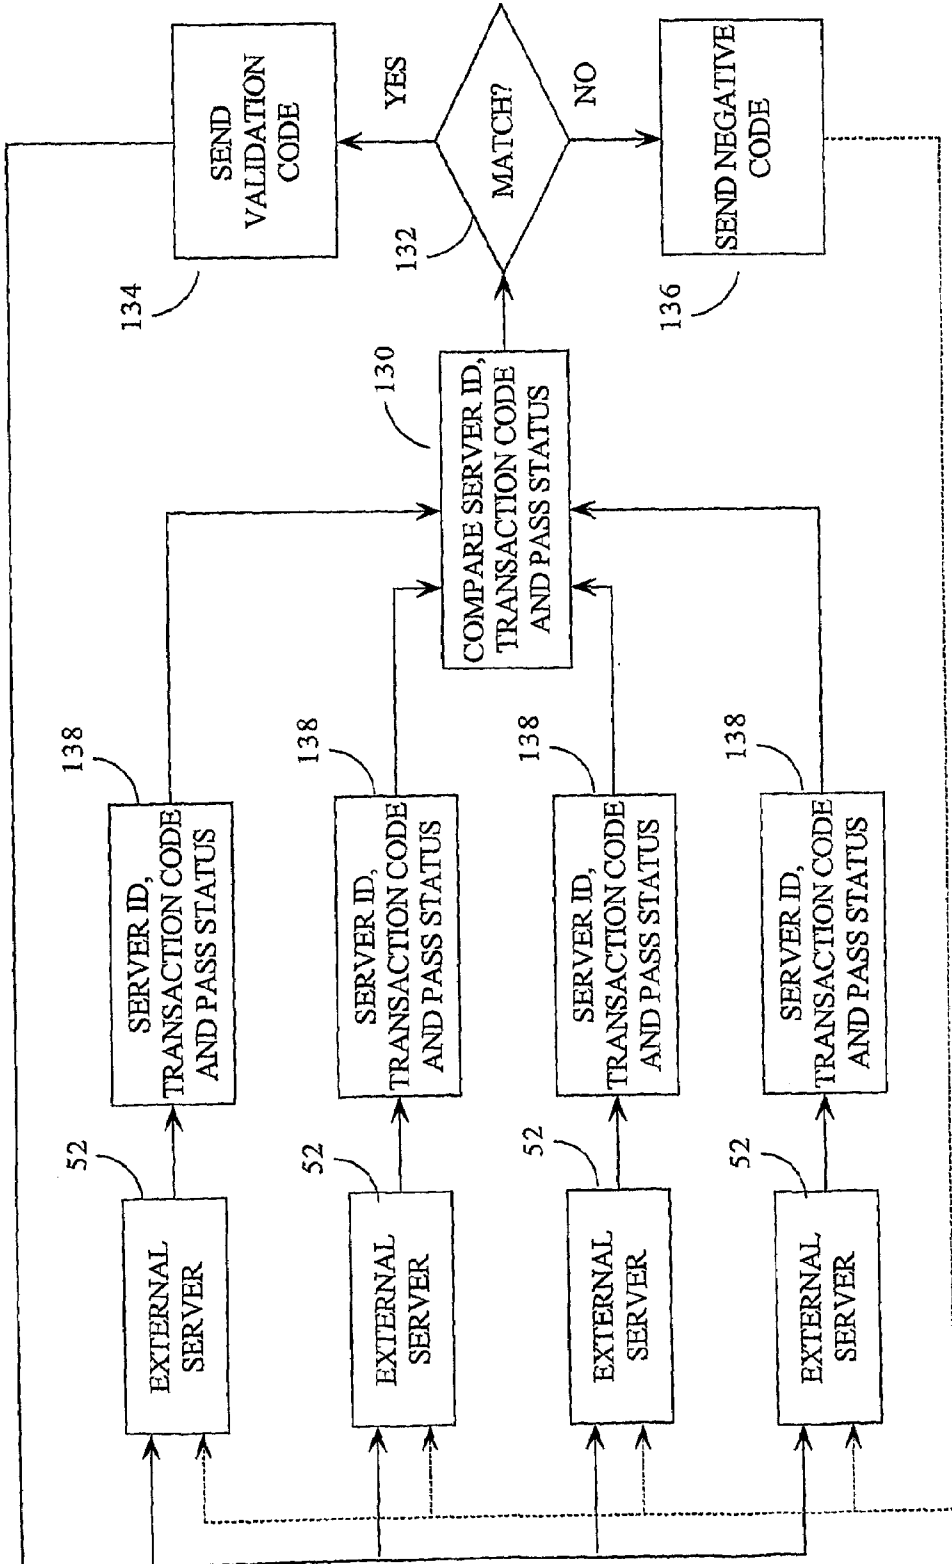 EXTERNAL
SERVER
52
SERVER ID,
TRANSACTION CODE
AND PASS STATUS
138
EXTERNAL
SERVER
52
SERVER ID,
TRANSACTION CODE
AND PASS STATUS
138
EXTERNAL
SERVER
52
SERVER ID,
TRANSACTION CODE
AND PASS STATUS
138
EXTERNAL
SERVER
52
SERVER ID,
TRANSACTION CODE
AND PASS STATUS
138
COMPARE SERVER ID,
TRANSACTION CODE
AND PASS STATUS
130
MATCH?
132
YES
NO
SEND
VALIDATION
CODE
134
SEND NEGATIVE
CODE
136